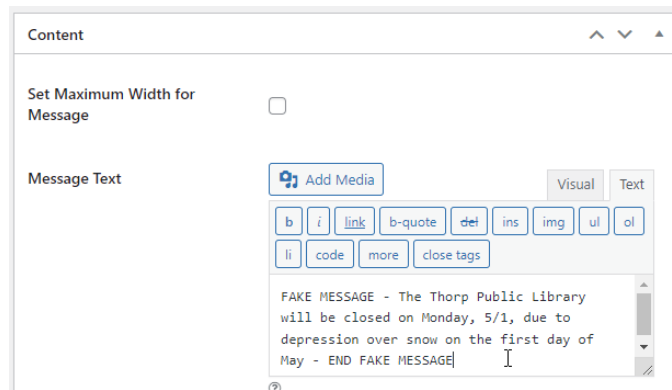 Content
Set Maximum Width for
Message
Message Text
Add Media
Visual Text
b i link b-quote del ins img ul ol
li code more close tags
FAKE MESSAGE - The Thorp Public Library
will be closed on Monday, 5/1, due to
depression over snow on the first day of
May - END FAKE MESSAGE